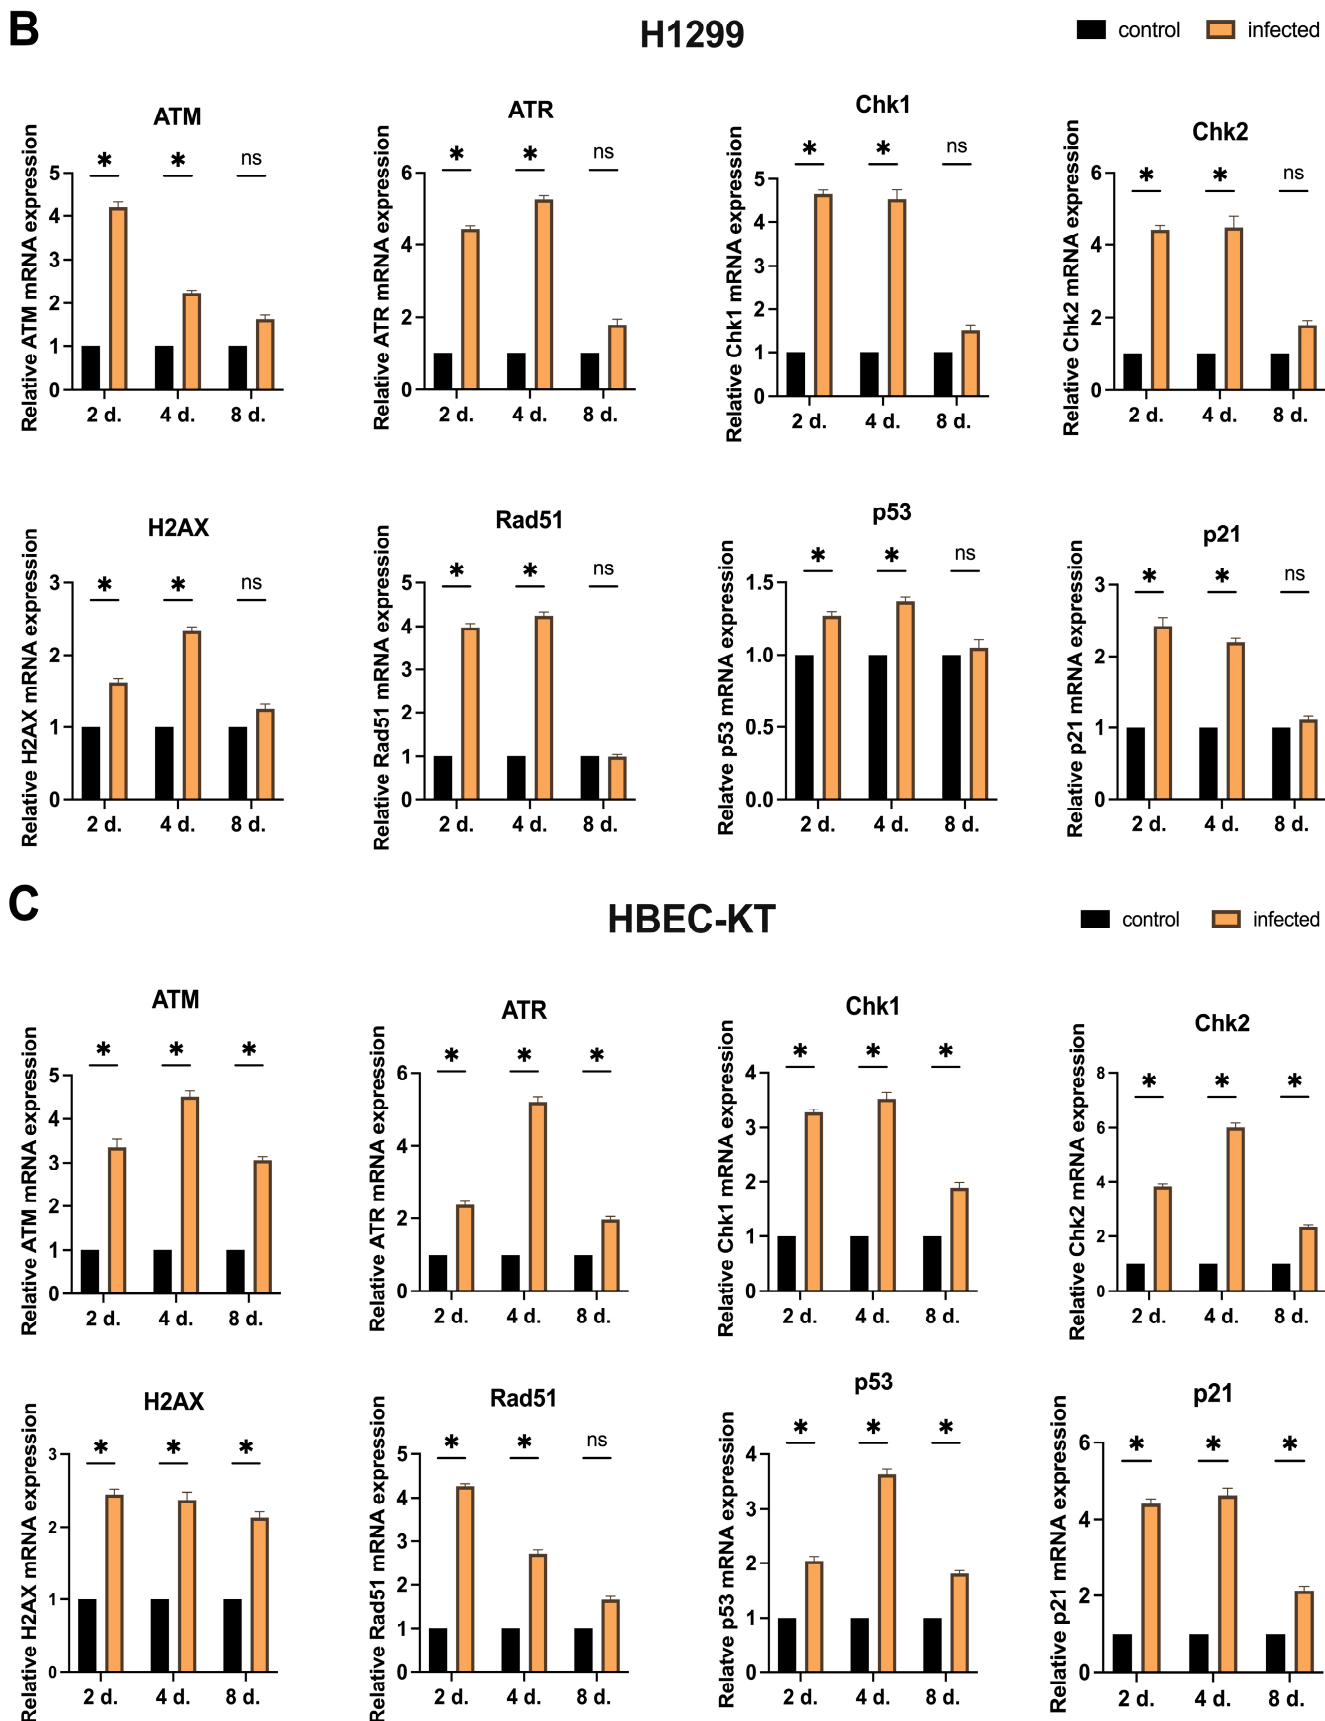 B
H1299
control
infected
ATM
Relative ATM mRNA expression
5
4
3
2
1
0
* * ns
2 d. 4 d. 8 d.
ATR
Relative ATR mRNA expression
6
4
2
0
* * ns
2 d. 4 d. 8 d.
Chk1
Relative Chk1 mRNA expression
5
4
3
2
1
0
* * ns
2 d. 4 d. 8 d.
Chk2
Relative Chk2 mRNA expression
6
4
2
0
* * ns
2 d. 4 d. 8 d.
H2AX
Relative H2AX mRNA expression
3
2
1
0
* * ns
2 d. 4 d. 8 d.
Rad51
Relative Rad51 mRNA expression
5
4
3
2
1
0
* * ns
2 d. 4 d. 8 d.
p53
Relatve p53 mRNA expression
1.5
1.0
0.5
0.0
* * ns
2 d. 4 d. 8 d.
p21
Relative p21 mRNA expression
3
2
1
0
* * ns
2 d. 4 d. 8 d.
C
HBEC-KT
control
infected
ATM
Relative ATM mRNA expression
5
4
3
2
1
0
* * *
2 d. 4 d. 8 d.
ATR
Relative ATR mRNA expression
6
4
2
0
* * *
2 d. 4 d. 8 d.
Chk1
Relative Chk1 mRNA expression
4
3
2
1
0
* * *
2 d. 4 d. 8 d.
Chk2
Relative Chk2 mRNA expression
8
6
4
2
0
* * *
2 d. 4 d. 8 d.
H2AX
Relative H2AX mRNA expression
3
2
1
0
* * *
2 d. 4 d. 8 d.
Rad51
Relative Rad51 mRNA expression
5
4
3
2
1
0
* * ns
2 d. 4 d. 8 d.
p53
Relatve p53 mRNA expression
4
3
2
1
0
* * *
2 d. 4 d. 8 d.
p21
Relative p21 mRNA expression
6
4
2
0
* * *
2 d. 4 d. 8 d.